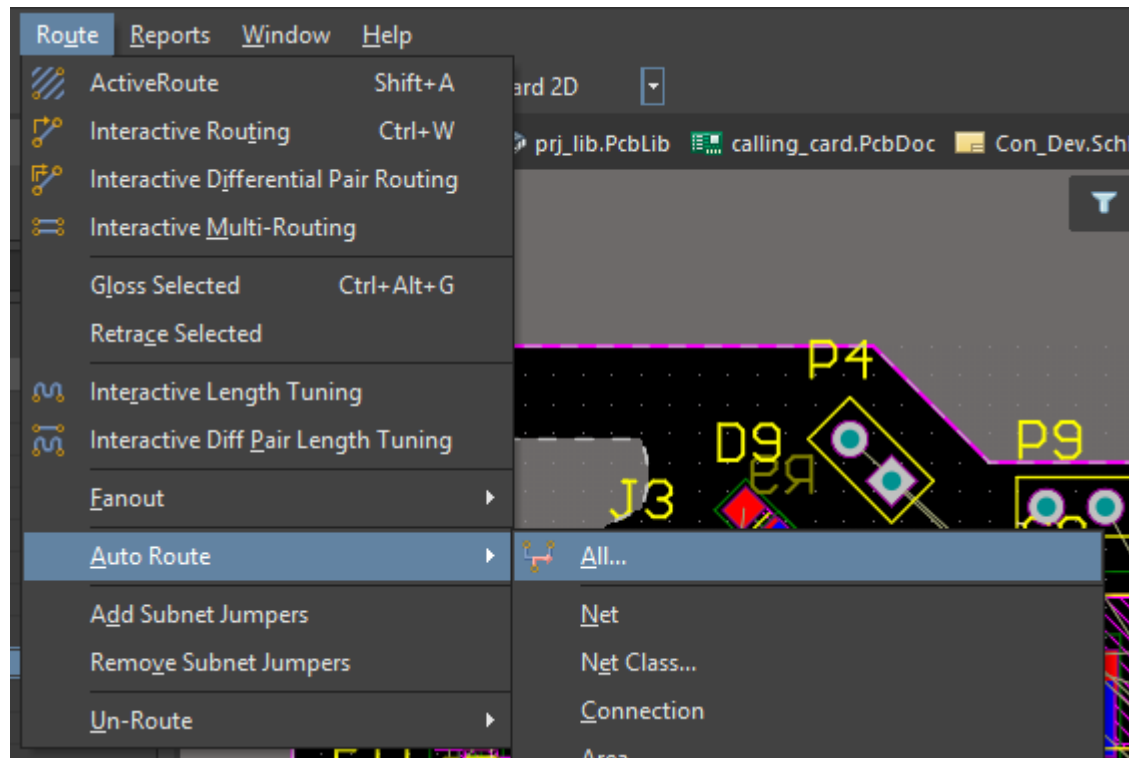 Route Reports Window Help
ActiveRoute Shift+A
ard 2D
Interactive Routing Ctrl+W
prj_lib.PcbLib calling_card.PcbDoc Con_Dev.Sch
Interactive Differential Pair Routing
Interactive Multi-Routing
Gloss Selected Ctrl+Alt+G
Retrace Selected
P4
Interactive Length Tuning
Interactive Diff Pair Length Tuning
D9
P9
R9
Fanout
J3
Auto Route
All...
Add Subnet Jumpers
Net
Remove Subnet Jumpers
Net Class...
Un-Route
Connection
Area